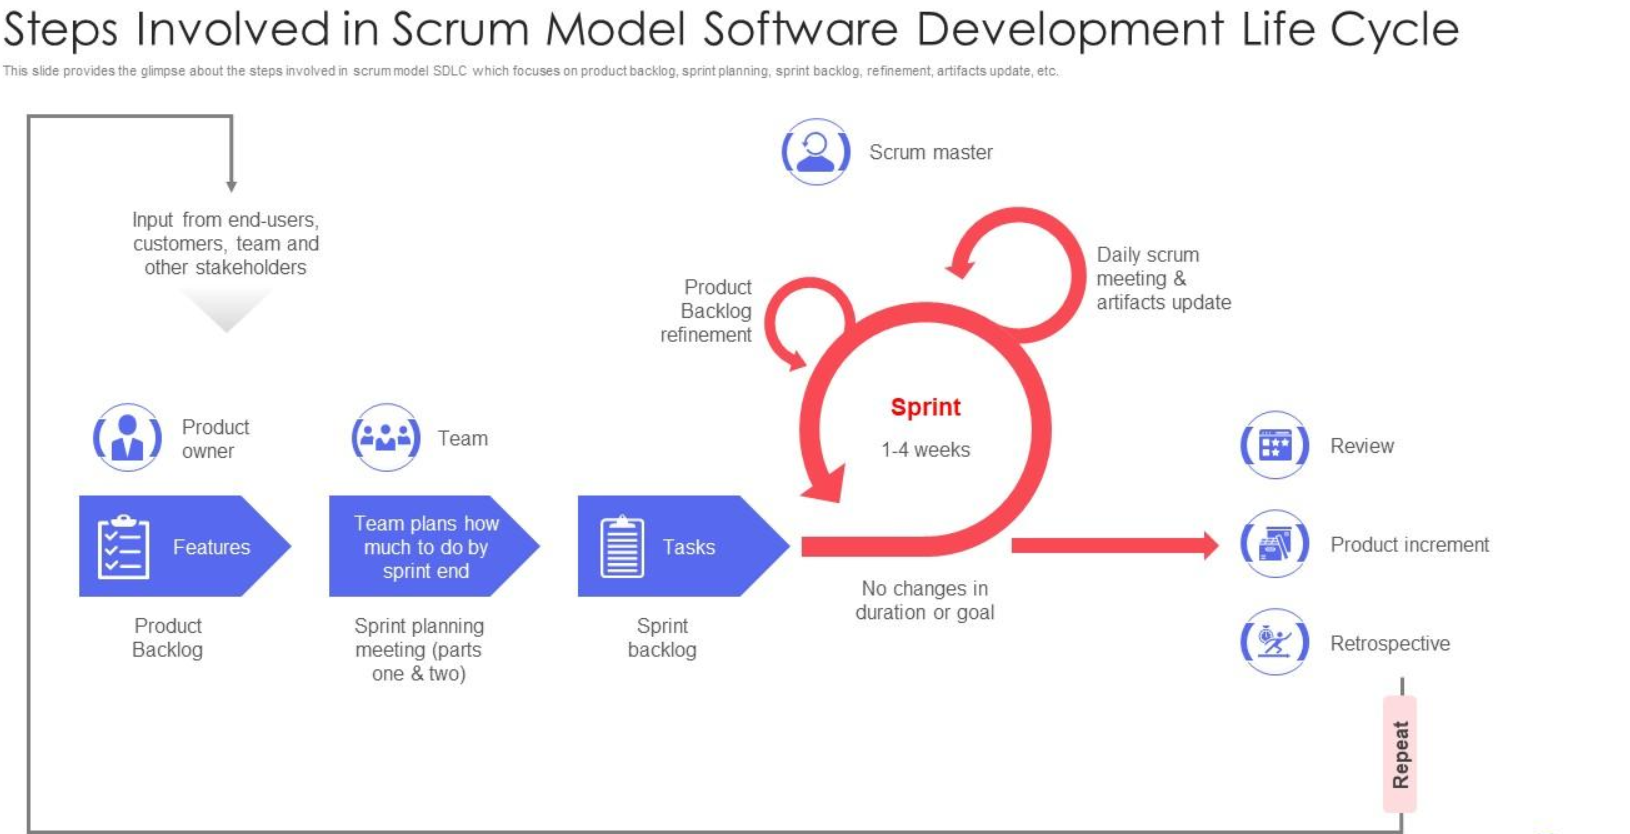 Steps Involved in Scrum Model Software Development Life Cycle
This slide provides the glimpse about the steps involved in scrum model SDLC which focuses on product backlog, sprint planning, sprint backlog, refinement, artifacts update, etc.
Scrum master
Input from end-users,
customers, team and
other stakeholders
Product
Backlog
refinement
Daily scrum
meeting &
artifacts update
Product
owner
Team
Sprint
1-4 weeks
Review
Features
Team plans how
much to do by
sprint end
Tasks
Product increment
No changes in
duration or goal
Product
Backlog
Sprint planning
meeting (parts
one & two)
Sprint
backlog
Retrospective
Repeat